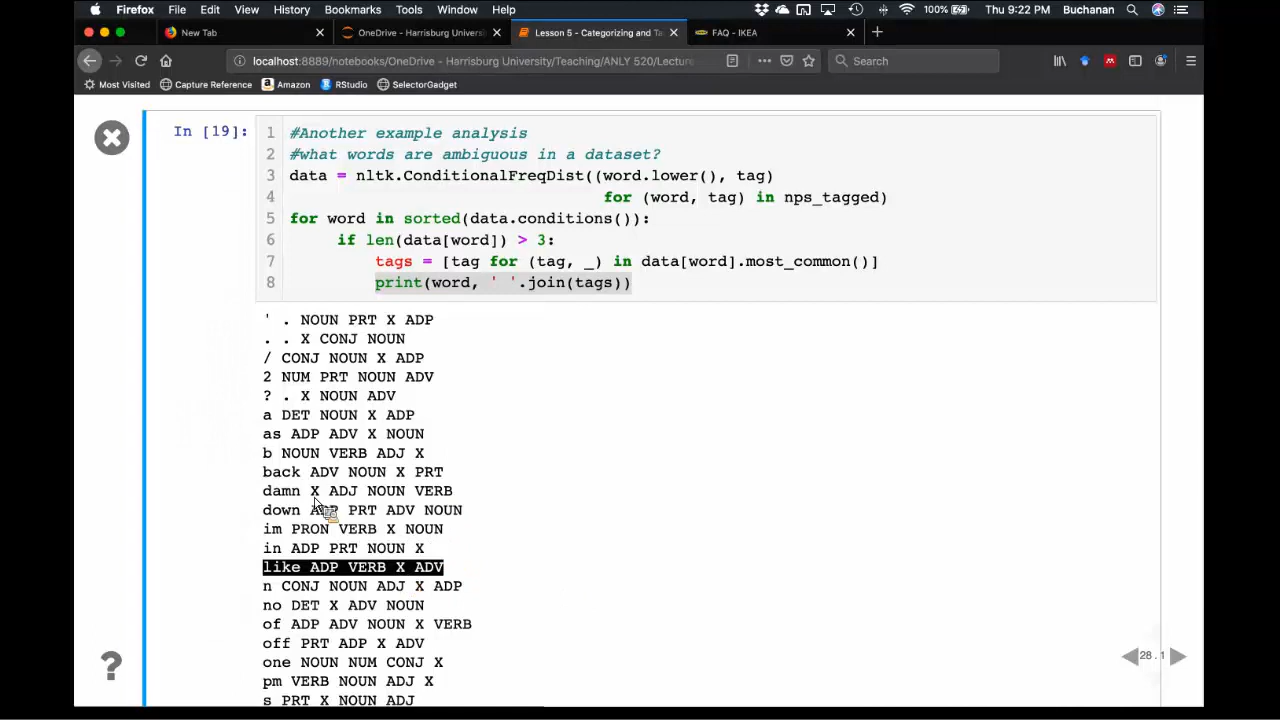 Firefox File Edit View History Bookmarks Tools Window Help 100% Thu 9:22 PM Buchanan
New Tab OneDrive - Harrisburg Universi Lesson 5 - Categorizing and Ta FAQ - IKEA
localhost:8889/notebooks/OneDrive - Harrisburg University/Teaching/ANLY 520/Lecture Search
Most Visited Capture Reference Amazon RStudio SelectorGadget
In [19]:
1 #Another example analysis
2 #what words are ambiguous in a dataset?
3 data = nltk.ConditionalFreqDist((word.lower(), tag)
4 for (word, tag) in nps_tagged)
5 for word in sorted(data.conditions()):
6 if len(data[word]) > 3:
7 tags = [tag for (tag, _) in data[word].most_common()]
8 print(word, ' '.join(tags))
' . NOUN PRT X ADP
. . X CONJ NOUN
/ CONJ NOUN X ADP
2 NUM PRT NOUN ADV
? . X NOUN ADV
a DET NOUN X ADP
as ADP ADV X NOUN
b NOUN VERB ADJ X
back ADV NOUN X PRT
damn X ADJ NOUN VERB
down ADP PRT ADV NOUN
im PRON VERB X NOUN
in ADP PRT NOUN X
like ADP VERB X ADV
n CONJ NOUN ADJ X ADP
no DET X ADV NOUN
of ADP ADV NOUN X VERB
off PRT ADP X ADV
one NOUN NUM CONJ X
pm VERB NOUN ADJ X
s PRT X NOUN ADJ
?
28.1